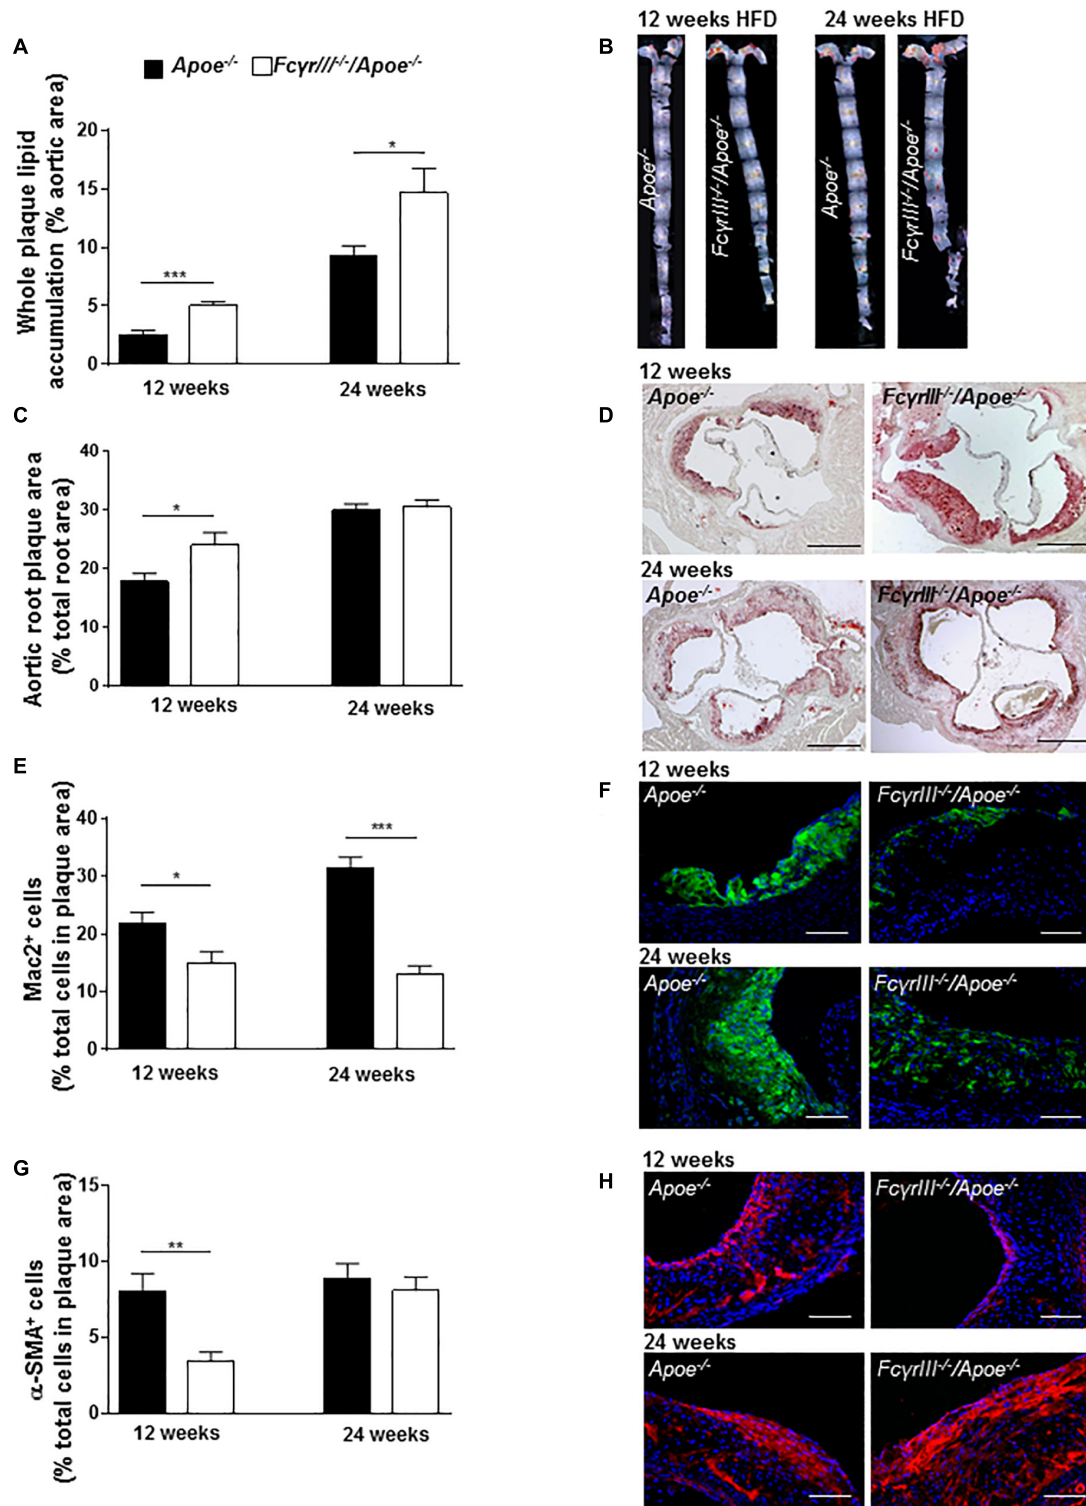 A
Apoe-/- FcγrIII-/-/Apoe-/-
Whole plaque lipid
accumulation (% aortic area)
20
15
10
5
0
***
*
12 weeks
24 weeks
B
12 weeks HFD
24 weeks HFD
Apoe-/-
FcγrIII-/-/Apoe-/-
Apoe-/-
FcγrIII-/-/Apoe-/-
C
Aortic root plaque area
(% total root area)
40
30
20
10
0
*
12 weeks
24 weeks
D
12 weeks
Apoe-/-
FcγrIII-/-/Apoe-/-
24 weeks
Apoe-/-
FcγrIII-/-/Apoe-/-
E
Mac2+ cells
(% total cells in plaque area)
40
30
20
10
0
*
***
12 weeks
24 weeks
F
12 weeks
Apoe-/-
FcγrIII-/-/Apoe-/-
24 weeks
Apoe-/-
FcγrIII-/-/Apoe-/-
G
α-SMA+ cells
(% total cells in plaque area)
15
10
5
0
**
12 weeks
24 weeks
H
12 weeks
Apoe-/-
FcγrIII-/-/Apoe-/-
24 weeks
Apoe-/-
FcγrIII-/-/Apoe-/-